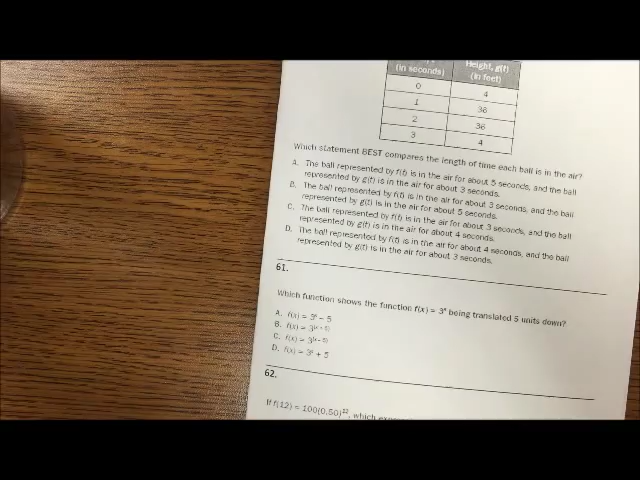 Height, g(t)
(in seconds) (in feet)
0 4
1 36
2 36
3 4
Which statement BEST compares the length of time each ball is in the air?
A. The ball represented by f(t) is in the air for about 5 seconds, and the ball
represented by g(t) is in the air for about 3 seconds.
B. The ball represented by f(t) is in the air for about 3 seconds, and the ball
represented by g(t) is in the air for about 5 seconds.
C. The ball represented by f(t) is in the air for about 3 seconds, and the ball
represented by g(t) is in the air for about 4 seconds.
D. The ball represented by f(t) is in the air for about 4 seconds, and the ball
represented by g(t) is in the air for about 3 seconds.
61.
Which function shows the function f(x) = 3ˣ being translated 5 units down?
A. f(x) = 3ˣ − 5
B. f(x) = 3⁽ˣ⁺⁵⁾
C. f(x) = 3⁽ˣ⁻⁵⁾
D. f(x) = 3ˣ + 5
62.
If f(12) = 100(0.50)¹², which